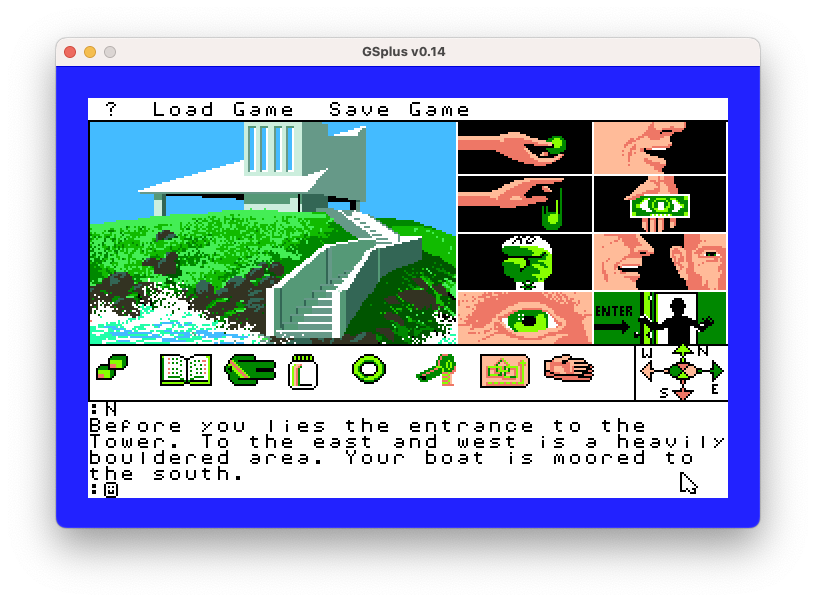 GSplus v0.14
? Load Game Save Game
ENTER
W N
S E
:N
Before you lies the entrance to the
Tower. To the east and west is a heavily
bouldered area. Your boat is moored to
the south.
: